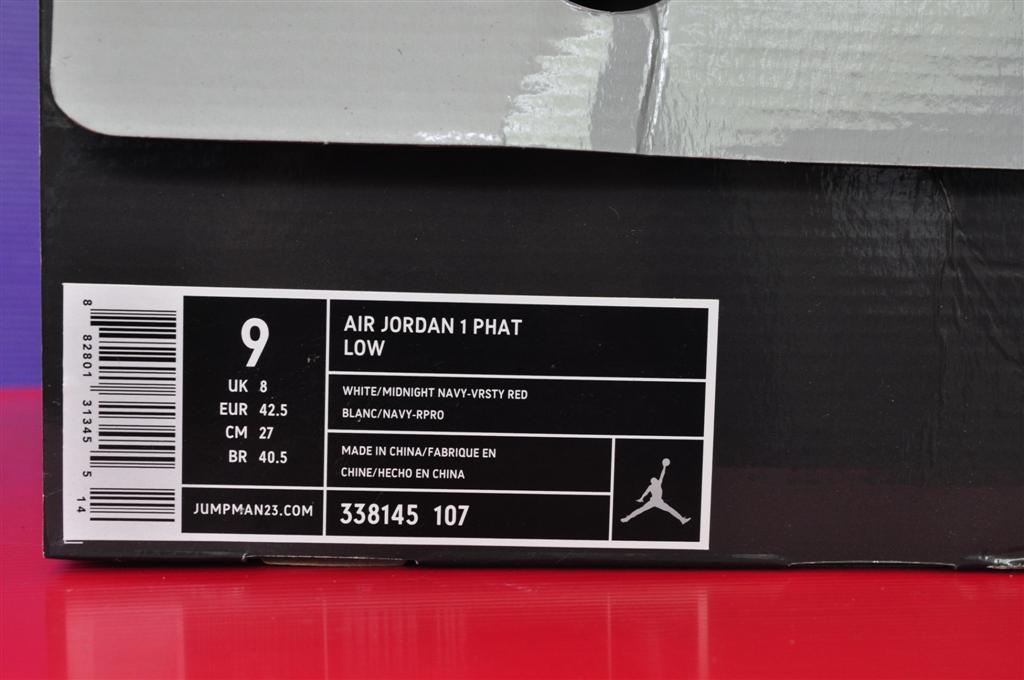 8 82801 31345 5 14
9
UK 8
EUR 42.5
CM 27
BR 40.5
JUMPMAN23.COM
AIR JORDAN 1 PHAT
LOW
WHITE/MIDNIGHT NAVY-VRSTY RED
BLANC/NAVY-RPRO
MADE IN CHINA/FABRIQUE EN
CHINE/HECHO EN CHINA
338145 107